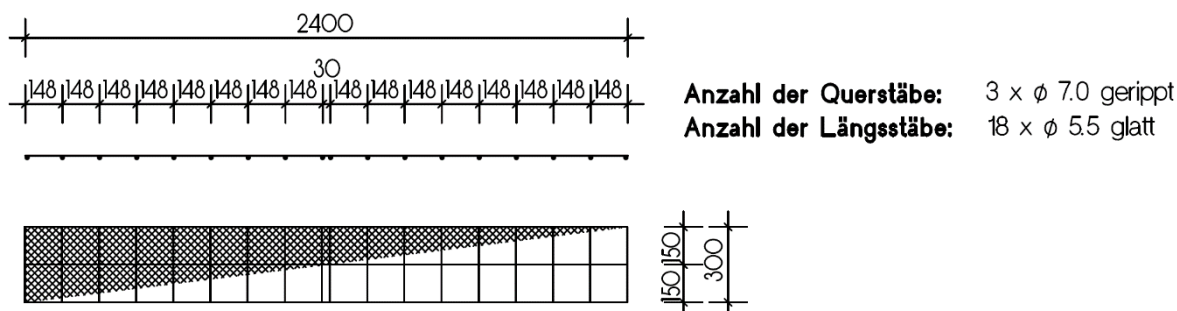 2400
30
148 148 148 148 148 148 148 148 148 148 148 148 148 148 148 148
Anzahl der Querstäbe: 3 x ϕ 7.0 gerippt
Anzahl der Längsstäbe: 18 x ϕ 5.5 glatt
150
150
300